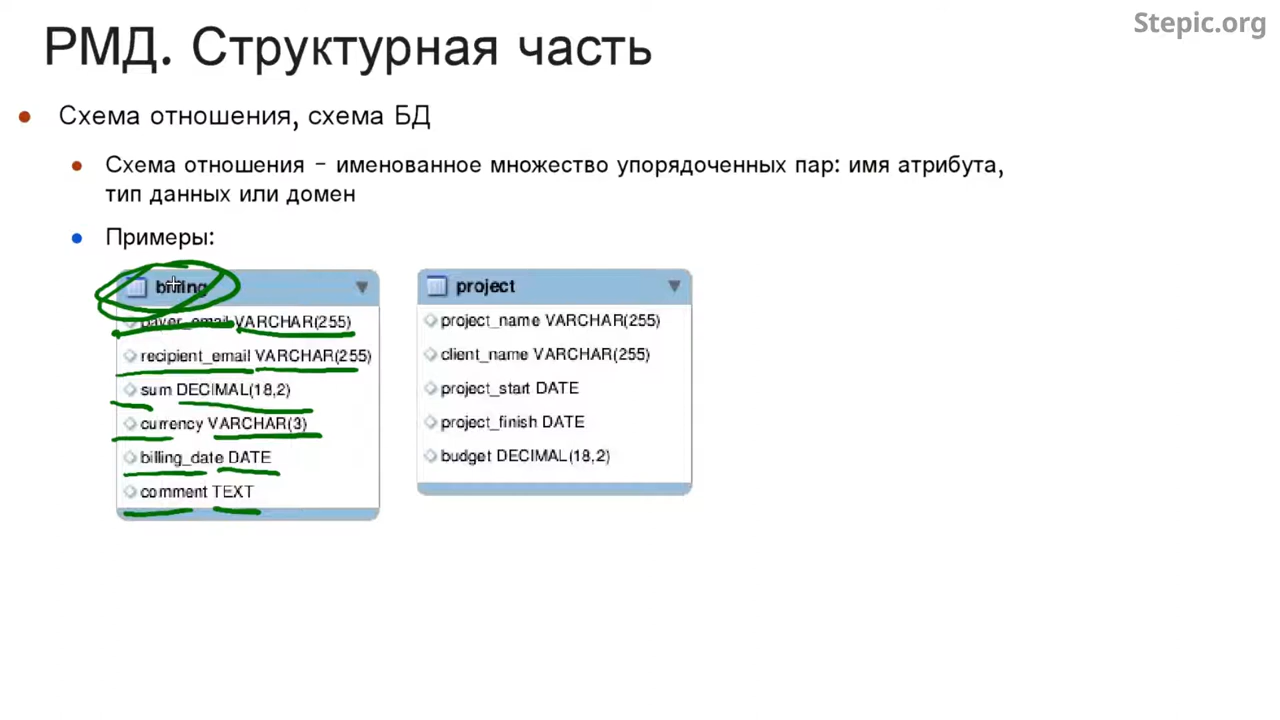 Stepic.org
РМД. Структурная часть
Схема отношения, схема БД
Схема отношения - именованное множество упорядоченных пар: имя атрибута,
тип данных или домен
Примеры:
billing
payer_email VARCHAR(255)
recipient_email VARCHAR(255)
sum DECIMAL(18,2)
currency VARCHAR(3)
billing_date DATE
comment TEXT
project
project_name VARCHAR(255)
client_name VARCHAR(255)
project_start DATE
project_finish DATE
budget DECIMAL(18,2)